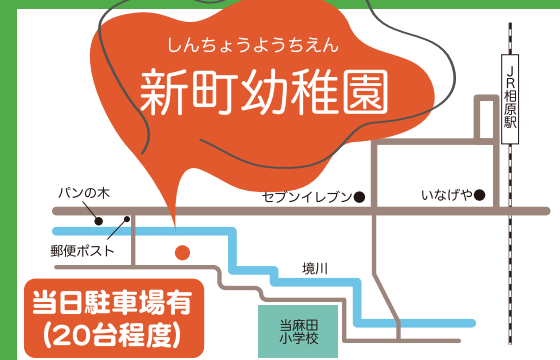 しんちょうようちえん
新町幼稚園
JR相原駅
セブンイレブン
いなげや
パンの木
郵便ポスト
境川
当日駐車場有
(20台程度)
当麻田
小学校